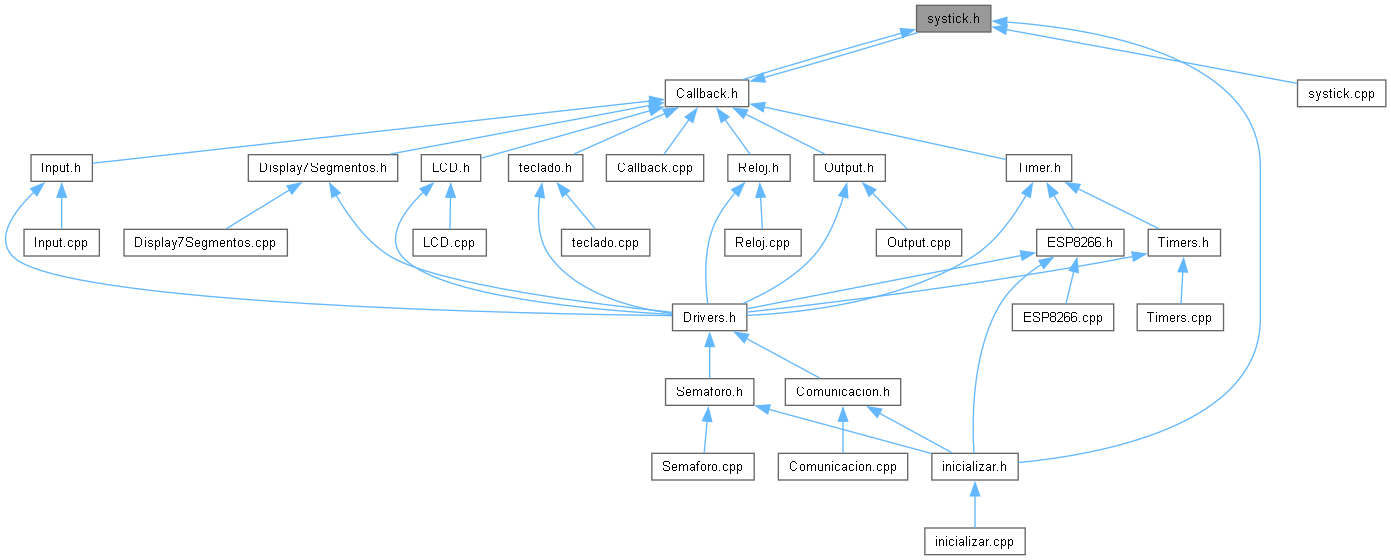 systick.h
Callback.h
systick.cpp
Input.h
Display7Segmentos.h
LCD.h
teclado.h
Callback.cpp
Reloj.h
Output.h
Timer.h
Input.cpp
Display7Segmentos.cpp
LCD.cpp
teclado.cpp
Reloj.cpp
Output.cpp
ESP8266.h
Timers.h
Drivers.h
ESP8266.cpp
Timers.cpp
Semaforo.h
Comunicacion.h
Semaforo.cpp
Comunicacion.cpp
inicializar.h
inicializar.cpp